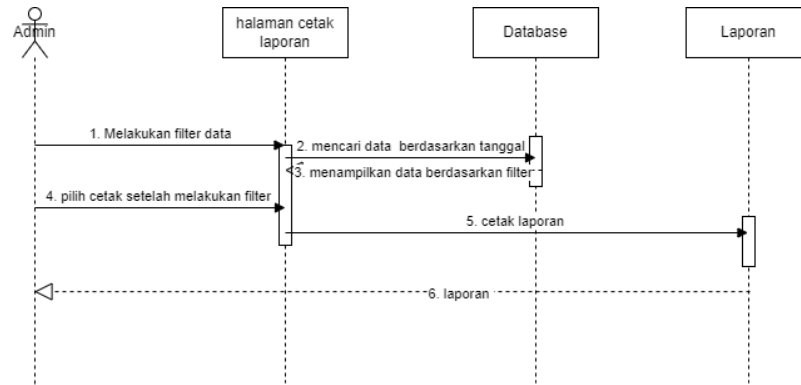 Admin
halaman cetak
laporan
Database
Laporan
1. Melakukan filter data
2. mencari data berdasarkan tanggal
3. menampilkan data berdasarkan filter
4. pilih cetak setelah melakukan filter
5. cetak laporan
6. laporan